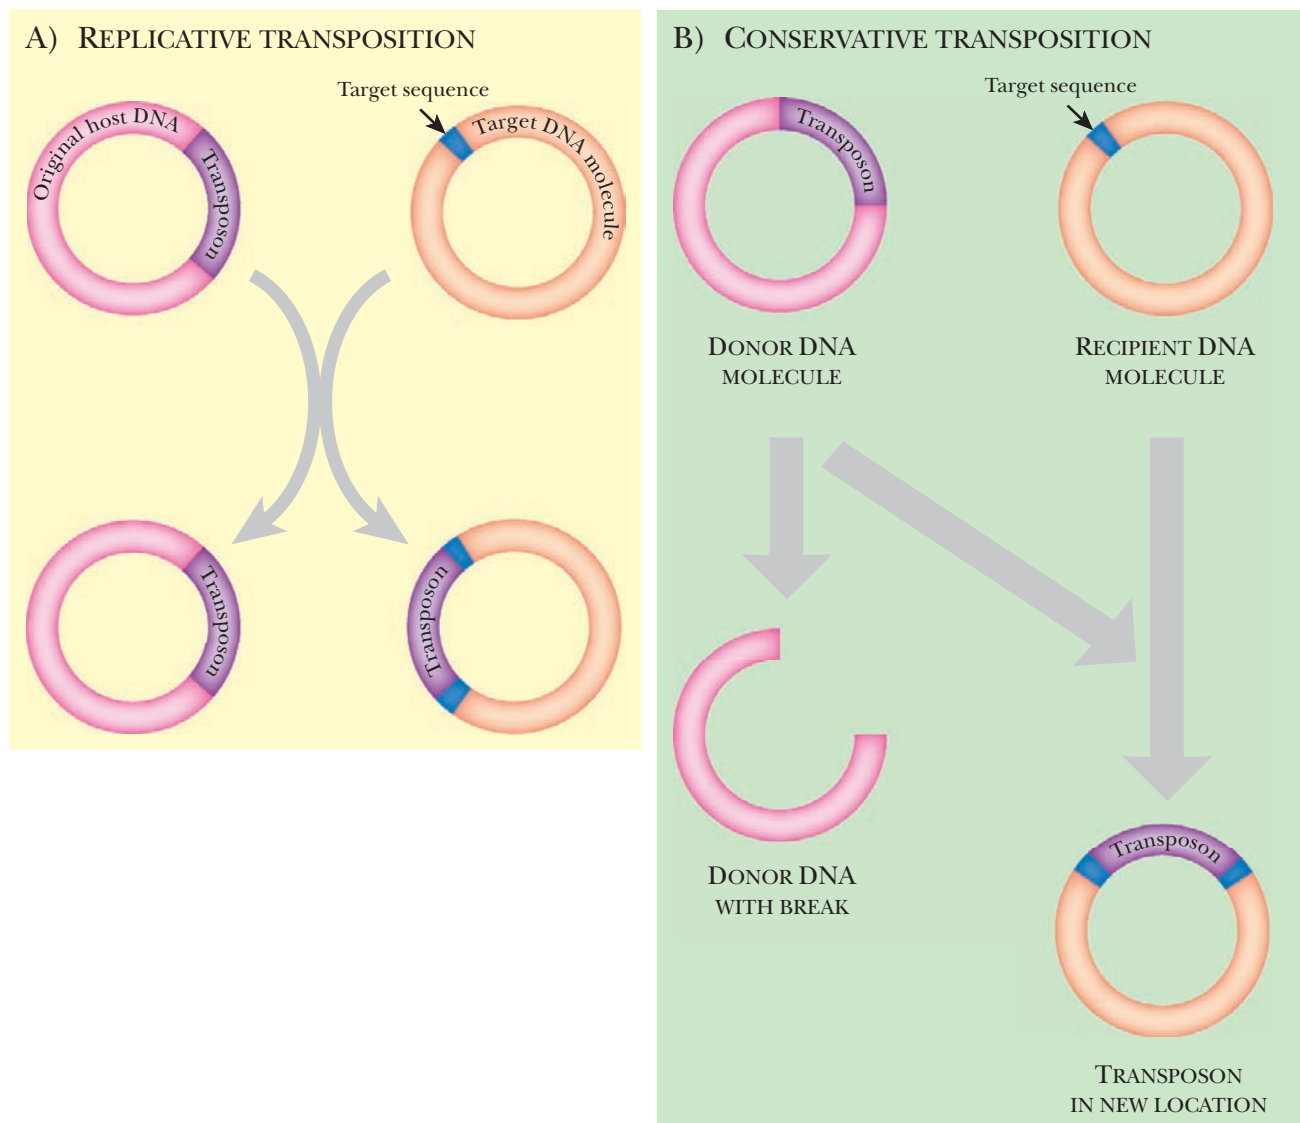 A) REPLICATIVE TRANSPOSITION
Target sequence
Original host DNA
Transposon
Target DNA molecule
Transposon
Transposon
B) CONSERVATIVE TRANSPOSITION
Target sequence
Transposon
DONOR DNA
MOLECULE
RECIPIENT DNA
MOLECULE
DONOR DNA
WITH BREAK
Transposon
TRANSPOSON
IN NEW LOCATION